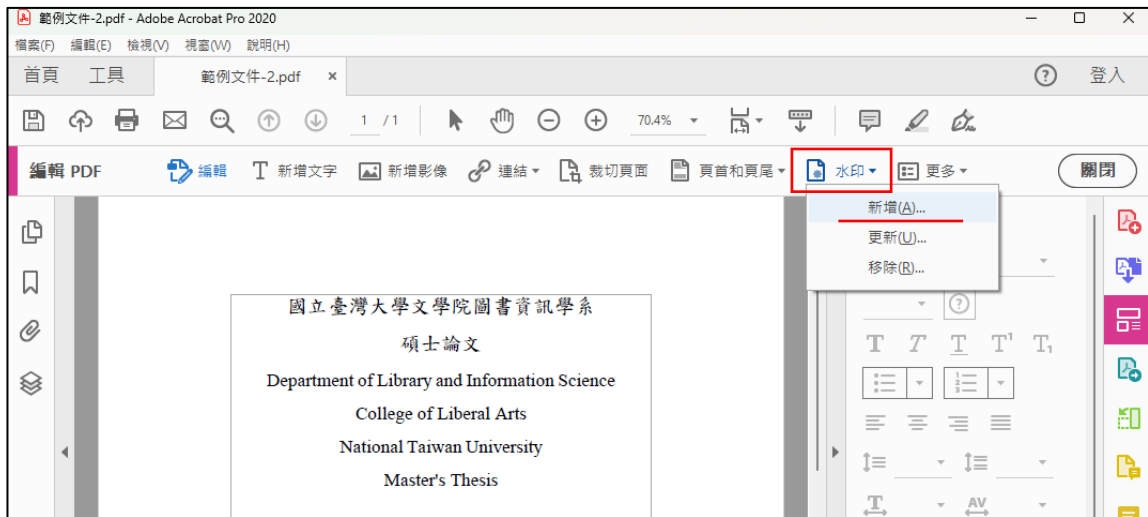 範例文件-2.pdf - Adobe Acrobat Pro 2020
檔案(F) 編輯(E) 檢視(V) 視窗(W) 說明(H)
首頁 工具 範例文件-2.pdf × ? 登入
1 / 1 70.4%
編輯 PDF 編輯 新增文字 新增影像 連結 裁切頁面 頁首和頁尾 水印 更多 關閉
新增(A)...
更新(U)...
移除(R)...
國立臺灣大學文學院圖書資訊學系
碩士論文
Department of Library and Information Science
College of Liberal Arts
National Taiwan University
Master's Thesis